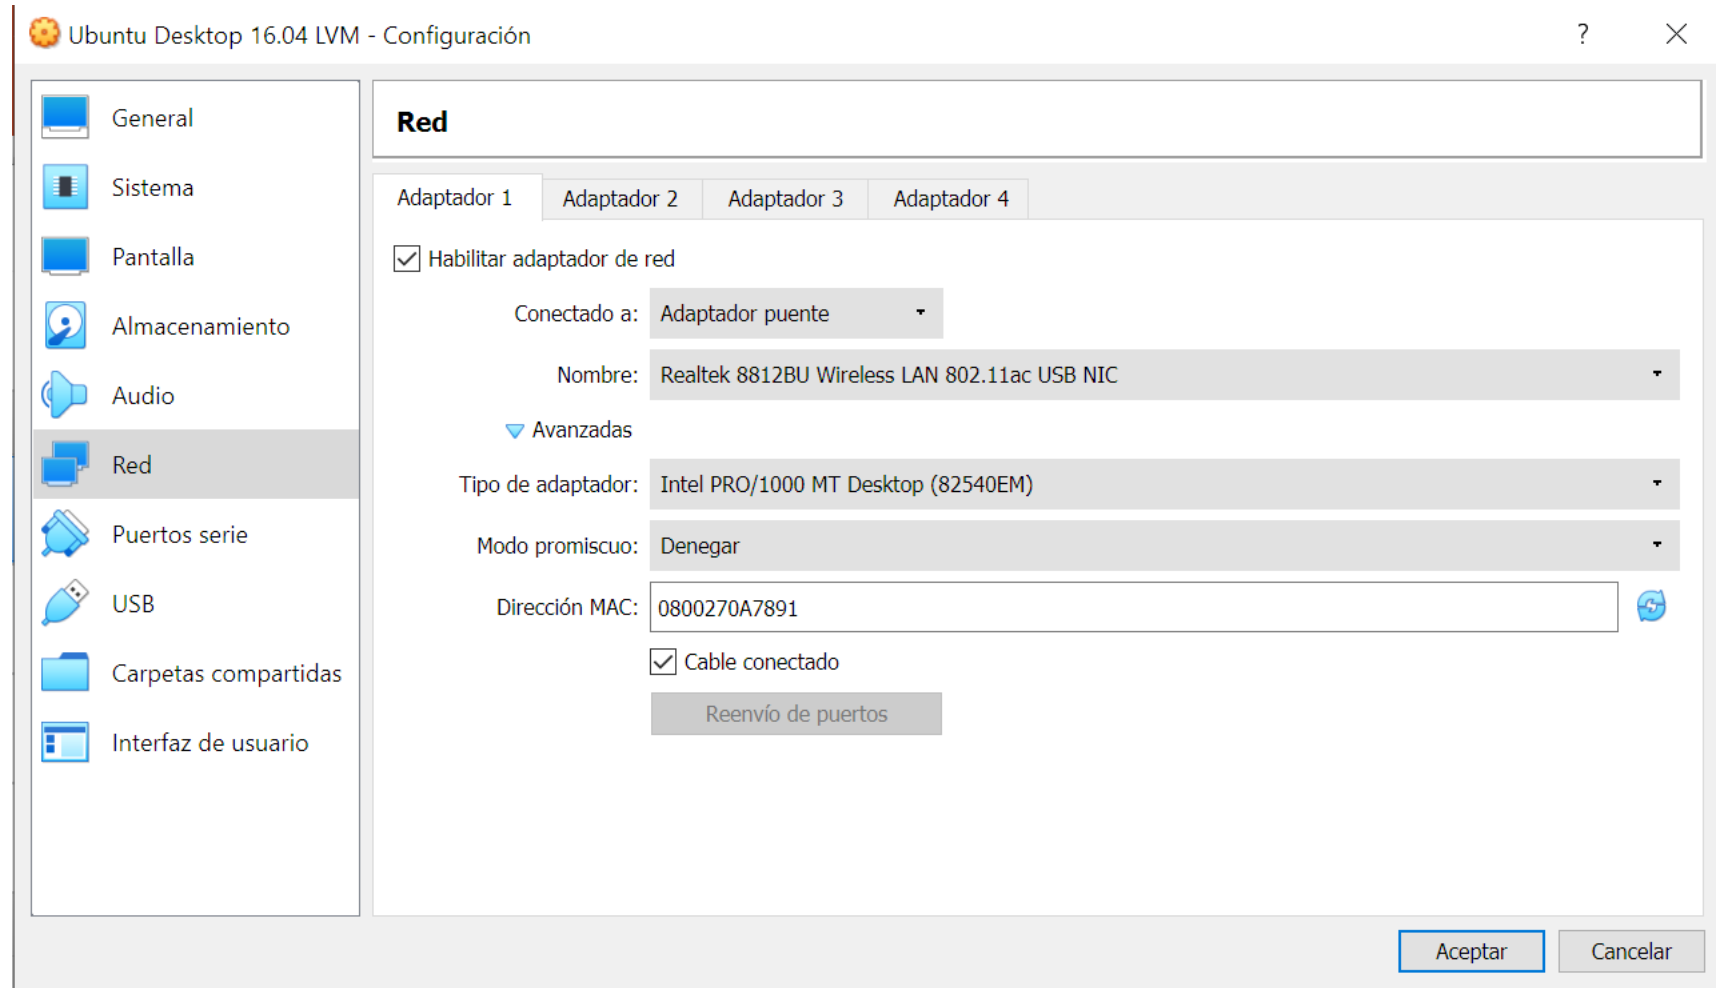 Ubuntu Desktop 16.04 LVM - Configuración
?
General
Sistema
Pantalla
Almacenamiento
Audio
Red
Puertos serie
USB
Carpetas compartidas
Interfaz de usuario
Red
Adaptador 1 Adaptador 2 Adaptador 3 Adaptador 4
Habilitar adaptador de red
Conectado a: Adaptador puente
Nombre: Realtek 8812BU Wireless LAN 802.11ac USB NIC
Avanzadas
Tipo de adaptador: Intel PRO/1000 MT Desktop (82540EM)
Modo promiscuo: Denegar
Dirección MAC: 0800270A7891
Cable conectado
Reenvío de puertos
Aceptar Cancelar